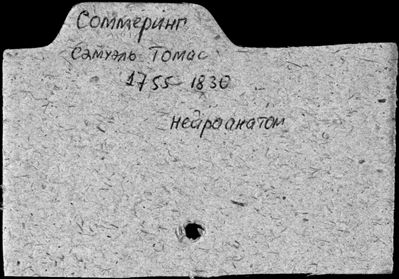 Соммеринг
Сэмуэль Томас
1755-1830
нейроанатом